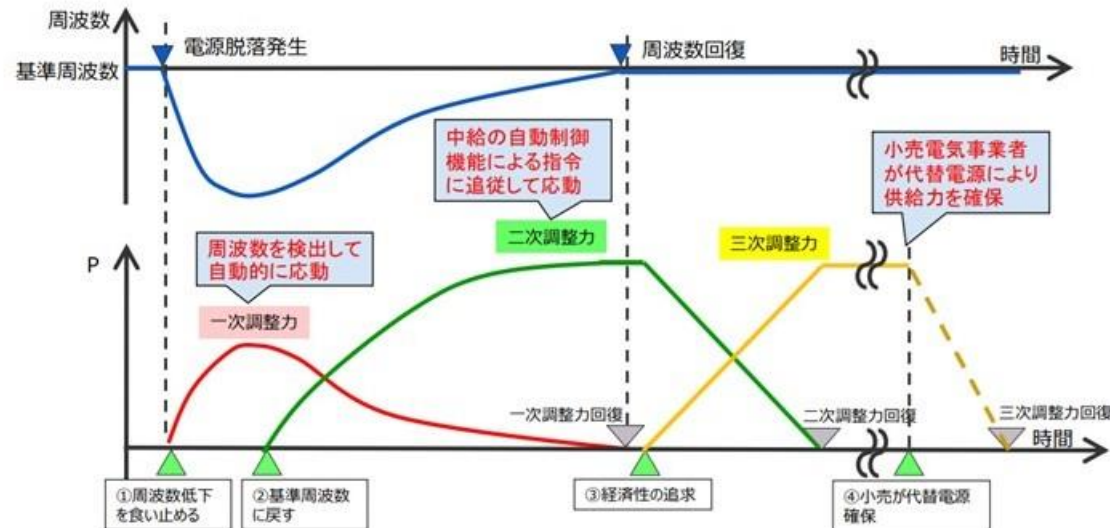 周波数
電源脱落発生
周波数回復
時間
基準周波数
中給の自動制御
機能による指令
に追従して応動
小売電気事業者
が代替電源により
供給力を確保
二次調整力
三次調整力
P
周波数を検出して
自動的に応動
一次調整力
一次調整力回復
二次調整力回復
三次調整力回復
時間
①周波数低下
を食い止める
②基準周波数
に戻す
③経済性の追求
④小売が代替電源
確保